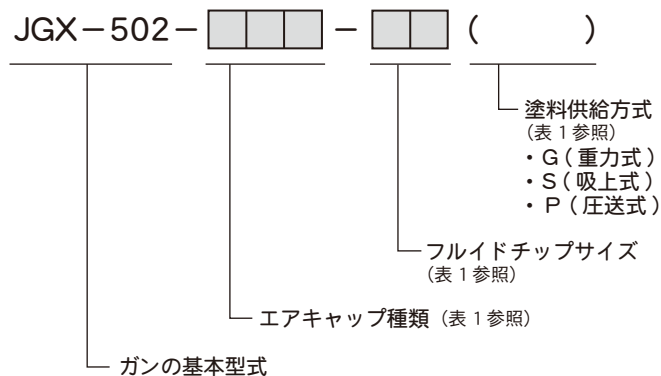 JGX－502－□□□－□□（　　　）
塗料供給方式
（表 1 参照）
・G（重力式）
・S（吸上式）
・P（圧送式）
フルイドチップサイズ
（表 1 参照）
エアキャップ種類（表 1 参照）
ガンの基本型式